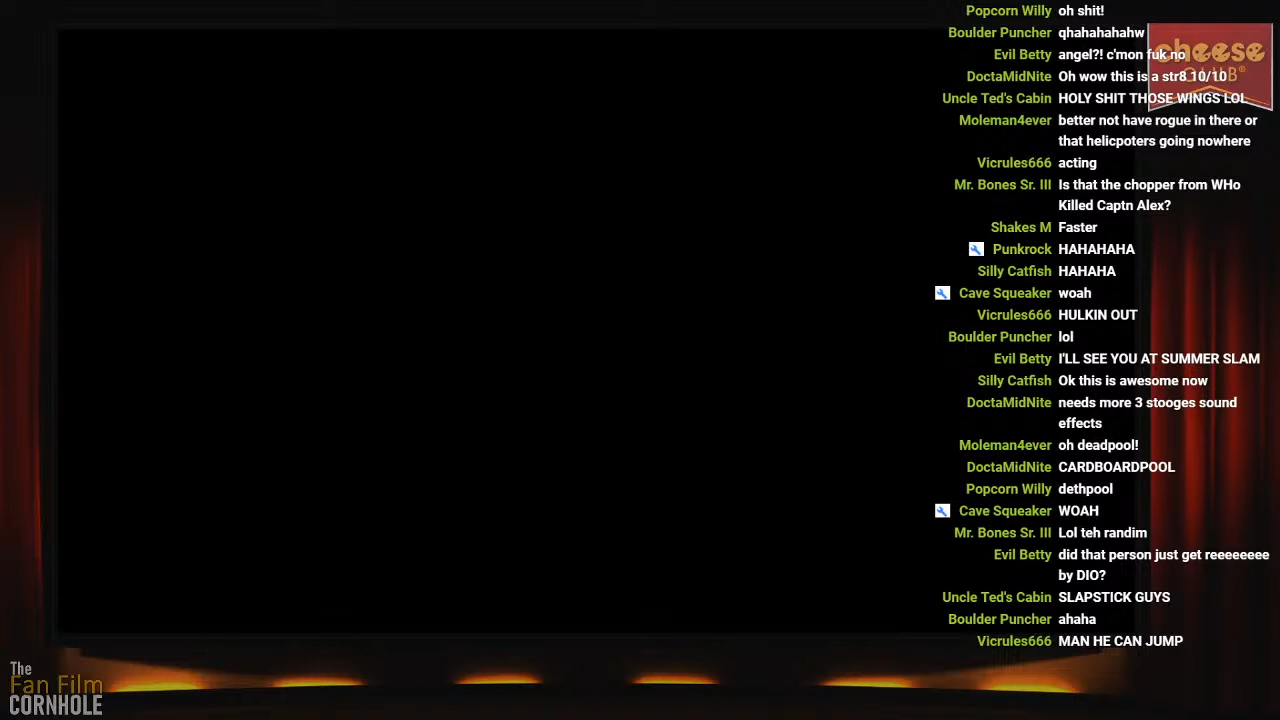 Popcorn Willy oh shit!
Boulder Puncher qhahahahahw
Evil Betty angel?! c'mon fuk no
cheese
CLUB®
DoctaMidNite Oh wow this is a str8 10/10
Uncle Ted's Cabin HOLY SHIT THOSE WINGS LOL
Moleman4ever better not have rogue in there or
that helicpoters going nowhere
Vicrules666 acting
Mr. Bones Sr. III Is that the chopper from WHo
Killed Captn Alex?
Shakes M Faster
Punkrock HAHAHAHA
Silly Catfish HAHAHA
Cave Squeaker woah
Vicrules666 HULKIN OUT
Boulder Puncher lol
Evil Betty I'LL SEE YOU AT SUMMER SLAM
Silly Catfish Ok this is awesome now
DoctaMidNite needs more 3 stooges sound
effects
Moleman4ever oh deadpool!
DoctaMidNite CARDBOARDPOOL
Popcorn Willy dethpool
Cave Squeaker WOAH
Mr. Bones Sr. III Lol teh randim
Evil Betty did that person just get reeeeeeee
by DIO?
Uncle Ted's Cabin SLAPSTICK GUYS
Boulder Puncher ahaha
Vicrules666 MAN HE CAN JUMP
The
Fan Film
CORNHOLE